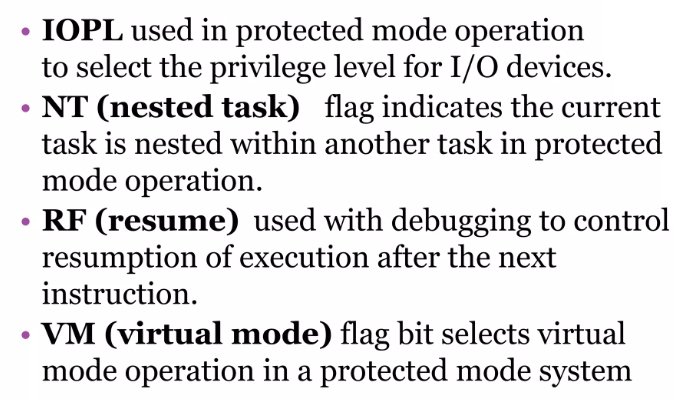 • IOPL used in protected mode operation
to select the privilege level for I/O devices.
• NT (nested task) flag indicates the current
task is nested within another task in protected
mode operation.
• RF (resume) used with debugging to control
resumption of execution after the next
instruction.
• VM (virtual mode) flag bit selects virtual
mode operation in a protected mode system